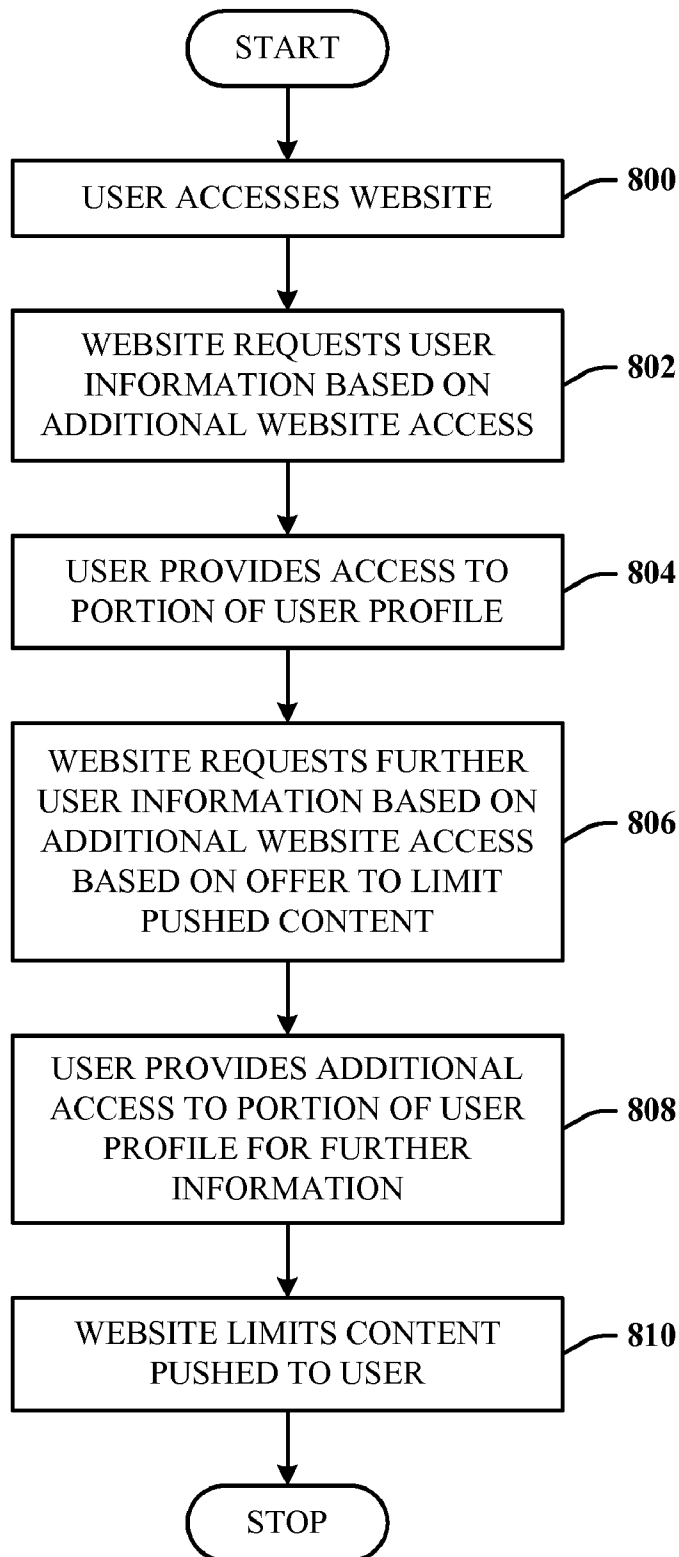 START
USER ACCESSES WEBSITE
800
WEBSITE REQUESTS USER
INFORMATION BASED ON
ADDITIONAL WEBSITE ACCESS
802
USER PROVIDES ACCESS TO
PORTION OF USER PROFILE
804
WEBSITE REQUESTS FURTHER
USER INFORMATION BASED ON
ADDITIONAL WEBSITE ACCESS
BASED ON OFFER TO LIMIT
PUSHED CONTENT
806
USER PROVIDES ADDITIONAL
ACCESS TO PORTION OF USER
PROFILE FOR FURTHER
INFORMATION
808
WEBSITE LIMITS CONTENT
PUSHED TO USER
810
STOP